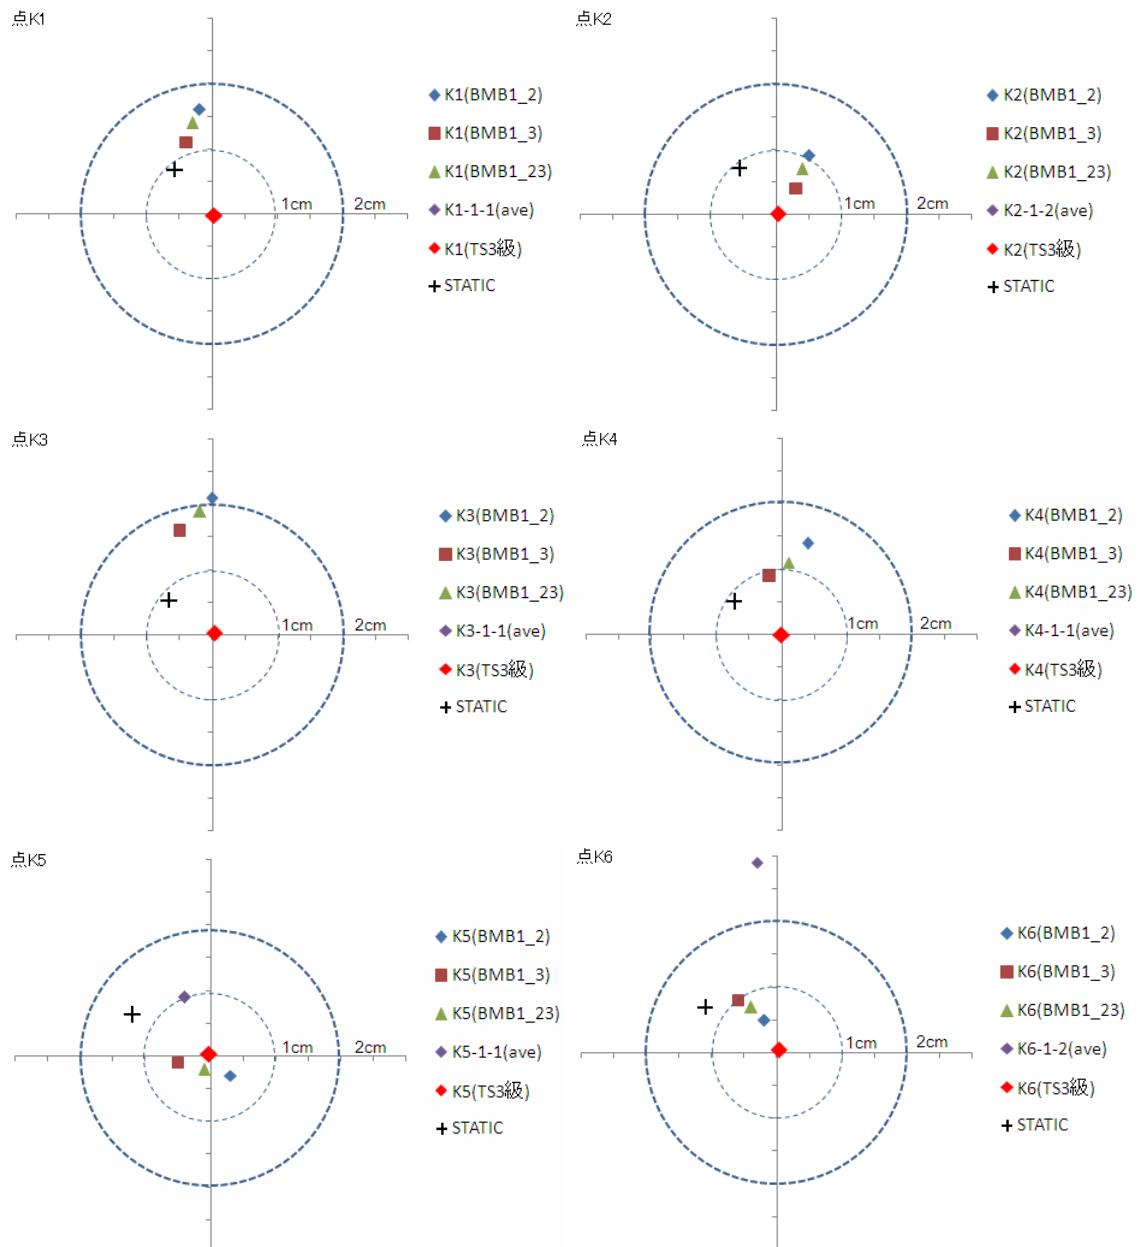 点K1
1cm
2cm
K1(BMB1_2)
K1(BMB1_3)
K1(BMB1_23)
K1-1-1(ave)
K1(TS3級)
STATIC
点K2
1cm
2cm
K2(BMB1_2)
K2(BMB1_3)
K2(BMB1_23)
K2-1-2(ave)
K2(TS3級)
STATIC
点K3
1cm
2cm
K3(BMB1_2)
K3(BMB1_3)
K3(BMB1_23)
K3-1-1(ave)
K3(TS3級)
STATIC
点K4
1cm
2cm
K4(BMB1_2)
K4(BMB1_3)
K4(BMB1_23)
K4-1-1(ave)
K4(TS3級)
STATIC
点K5
1cm
2cm
K5(BMB1_2)
K5(BMB1_3)
K5(BMB1_23)
K5-1-1(ave)
K5(TS3級)
STATIC
点K6
1cm
2cm
K6(BMB1_2)
K6(BMB1_3)
K6(BMB1_23)
K6-1-2(ave)
K6(TS3級)
STATIC